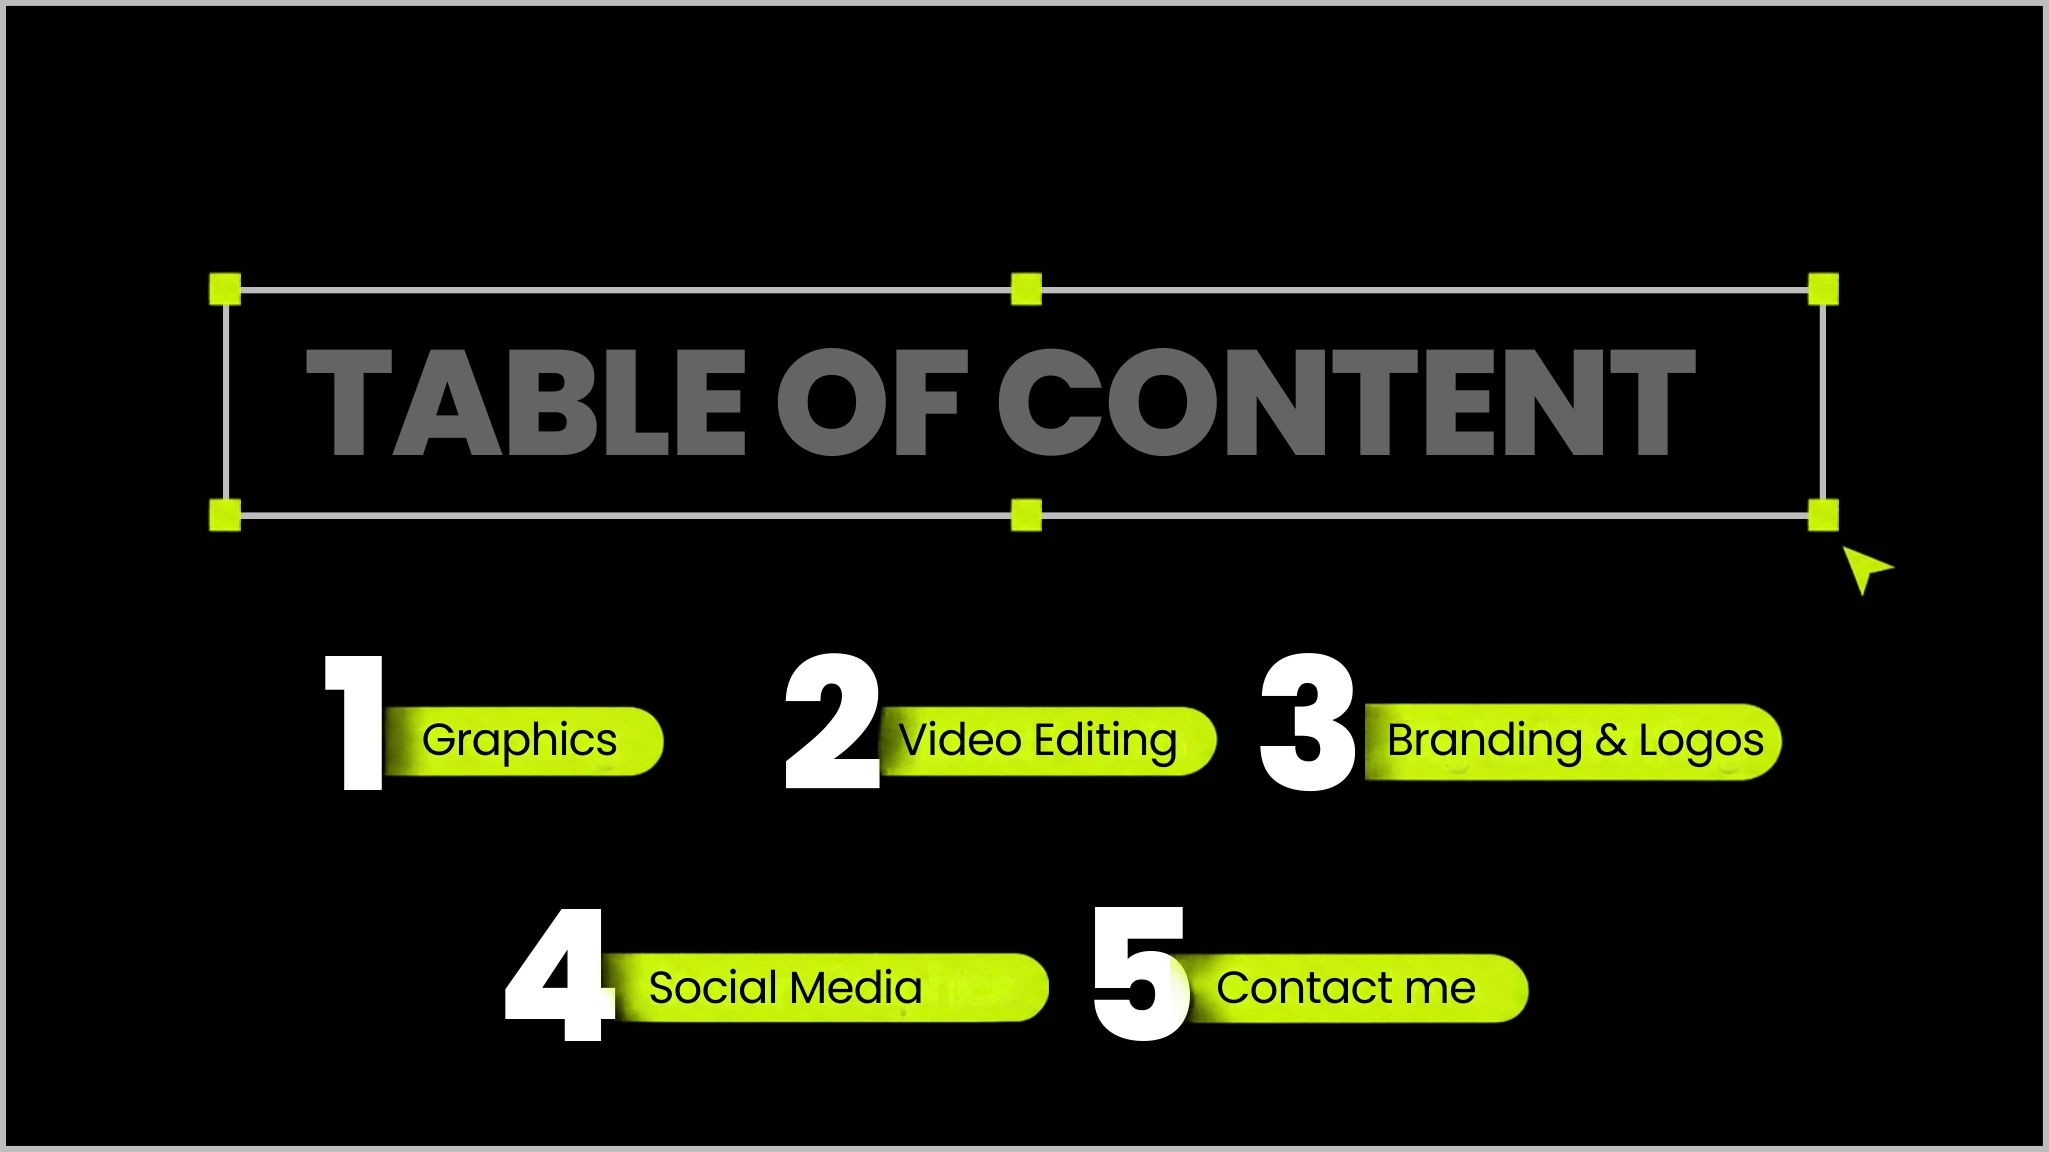 TABLE OF CONTENT
1 Graphics
2 Video Editing
3 Branding & Logos
4 Social Media
5 Contact me